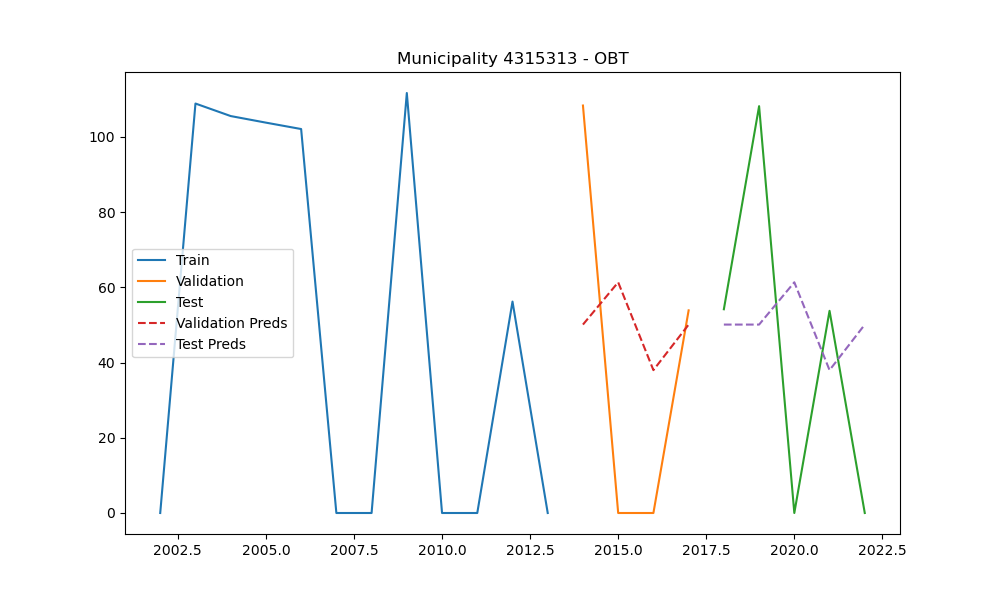 Municipality 4315313 - OBT
100
80
60
40
20
0
Train
Validation
Test
Validation Preds
Test Preds
2002.5 2005.0 2007.5 2010.0 2012.5 2015.0 2017.5 2020.0 2022.5